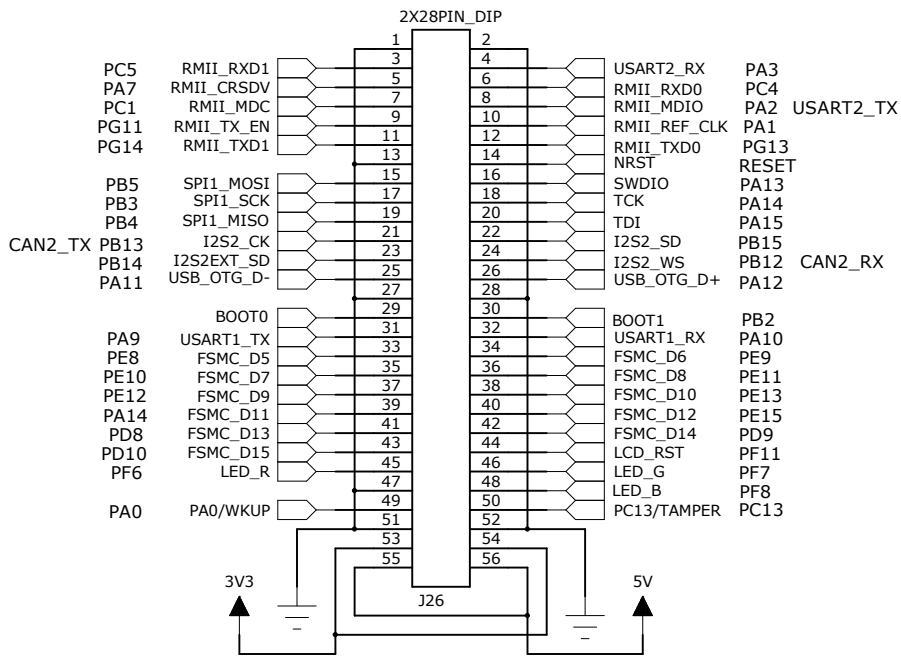 2X28PIN_DIP
1 2
PC5 RMII_RXD1 3 4 USART2_RX PA3
PA7 RMII_CRSDV 5 6 RMII_RXD0 PC4
PC1 RMII_MDC 7 8 RMII_MDIO PA2 USART2_TX
PG11 RMII_TX_EN 9 10 RMII_REF_CLK PA1
PG14 RMII_TXD1 11 12 RMII_TXD0 PG13
13 14 NRST RESET
PB5 SPI1_MOSI 15 16 SWDIO PA13
PB3 SPI1_SCK 17 18 TCK PA14
PB4 SPI1_MISO 19 20 TDI PA15
CAN2_TX PB13 I2S2_CK 21 22 I2S2_SD PB15
PB14 I2S2EXT_SD 23 24 I2S2_WS PB12 CAN2_RX
PA11 USB_OTG_D- 25 26 USB_OTG_D+ PA12
27 28
BOOT0 29 30 BOOT1 PB2
PA9 USART1_TX 31 32 USART1_RX PA10
PE8 FSMC_D5 33 34 FSMC_D6 PE9
PE10 FSMC_D7 35 36 FSMC_D8 PE11
PE12 FSMC_D9 37 38 FSMC_D10 PE13
PA14 FSMC_D11 39 40 FSMC_D12 PE15
PD8 FSMC_D13 41 42 FSMC_D14 PD9
PD10 FSMC_D15 43 44 LCD_RST PF11
PF6 LED_R 45 46 LED_G PF7
47 48 LED_B PF8
PA0 PA0/WKUP 49 50 PC13/TAMPER PC13
51 52
53 54
55 56
3V3 J26 5V